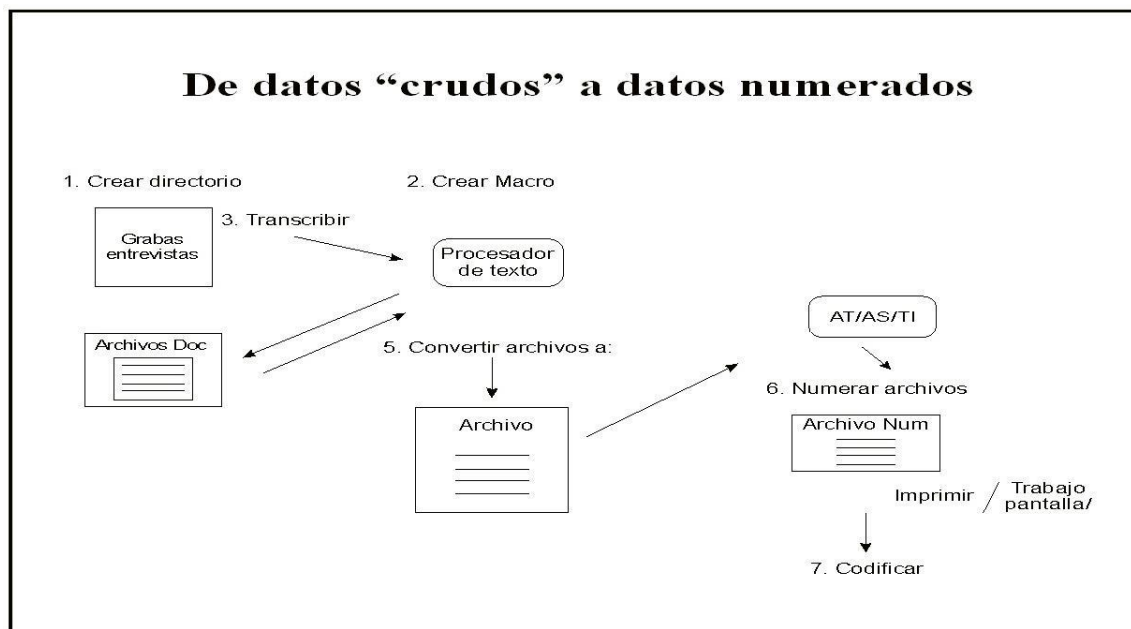 De datos “crudos” a datos numerados
1. Crear directorio
2. Crear Macro
Grabas
entrevistas
3. Transcribir
Procesador
de texto
Archivos Doc
5. Convertir archivos a:
Archivo
AT/AS/TI
6. Numerar archivos
Archivo Num
Imprimir / Trabajo
pantalla/
7. Codificar